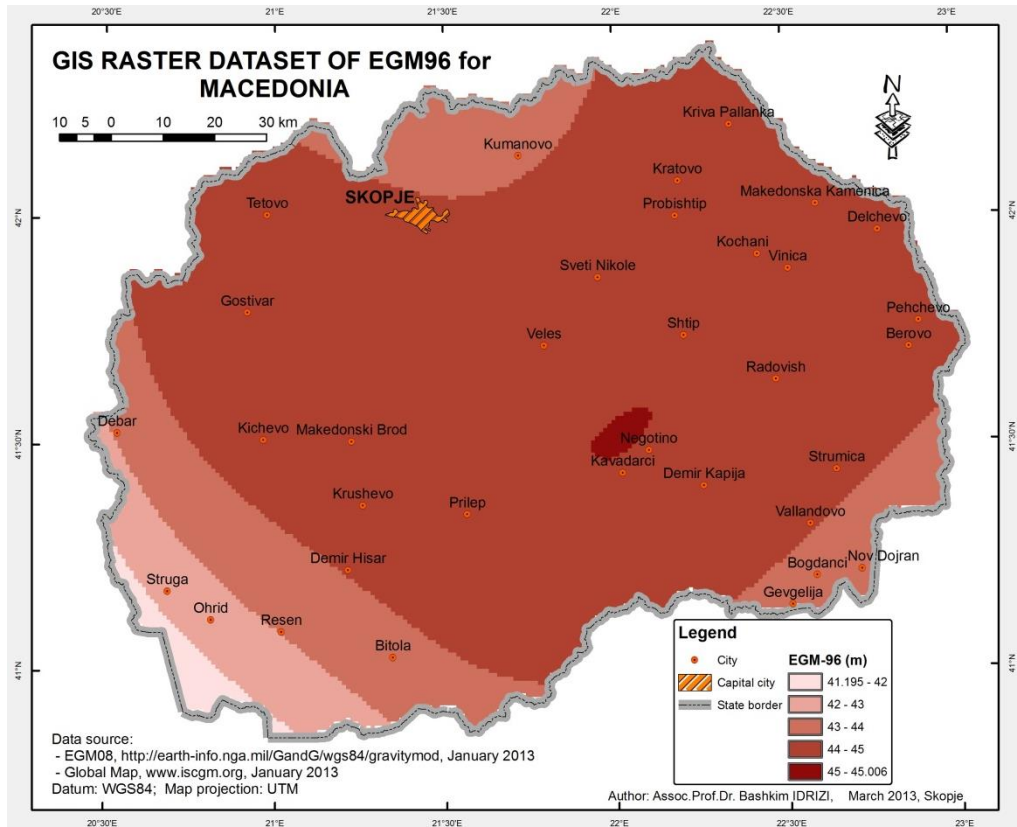 GIS RASTER DATASET OF EGM96 for
MACEDONIA
10 5 0 10 20 30 km
N
20°30'E 21°E 21°30'E 22°E 22°30'E 23°E
42°N
41°30'N
41°N
42°N
41°30'N
41°N
Kriva Pallanka
Kumanovo
Kratovo
SKOPJE
Makedonska Kamenica
Tetovo
Probishtip
Delchevo
Kochani
Vinica
Sveti Nikole
Gostivar
Pehchevo
Shtip
Veles
Berovo
Radovish
Debar
Kichevo
Makedonski Brod
Negotino
Strumica
Kavadarci
Demir Kapija
Krushevo
Prilep
Vallandovo
Demir Hisar
Nov Dojran
Bogdanci
Struga
Gevgelija
Ohrid
Resen
Bitola
Legend
City
Capital city
State border
EGM-96 (m)
41.195 - 42
42 - 43
43 - 44
44 - 45
45 - 45.006
Data source:
- EGM08, http://earth-info.nga.mil/GandG/wgs84/gravitymod, January 2013
- Global Map, www.iscgm.org, January 2013
Datum: WGS84; Map projection: UTM
Author: Assoc.Prof.Dr. Bashkim IDRIZI, March 2013, Skopje
20°30'E 21°E 21°30'E 22°E 22°30'E 23°E